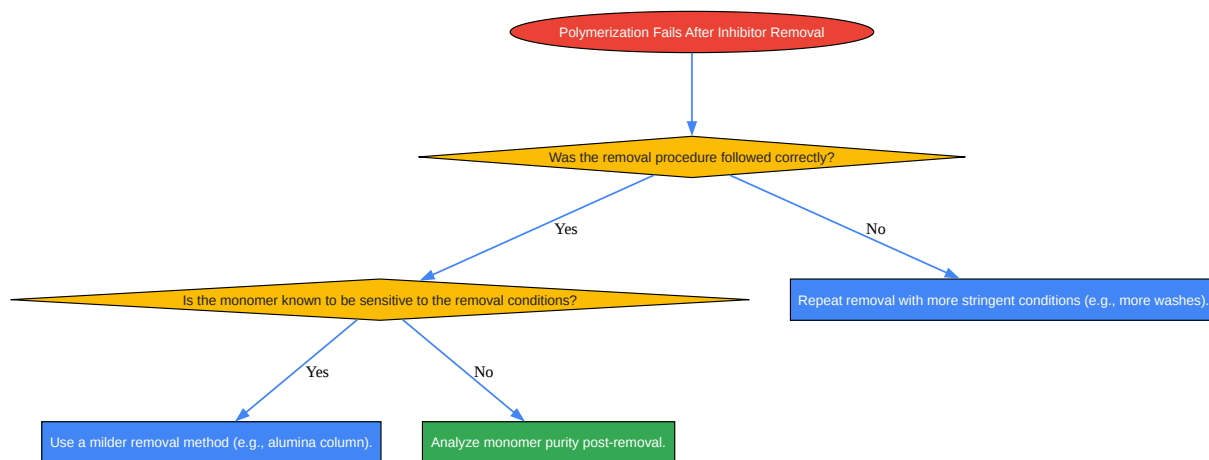 Polymerization Fails After Inhibitor Removal
Was the removal procedure followed correctly?
Yes
No
Is the monomer known to be sensitive to the removal conditions?
Repeat removal with more stringent conditions (e.g., more washes).
Yes
No
Use a milder removal method (e.g., alumina column).
Analyze monomer purity post-removal.